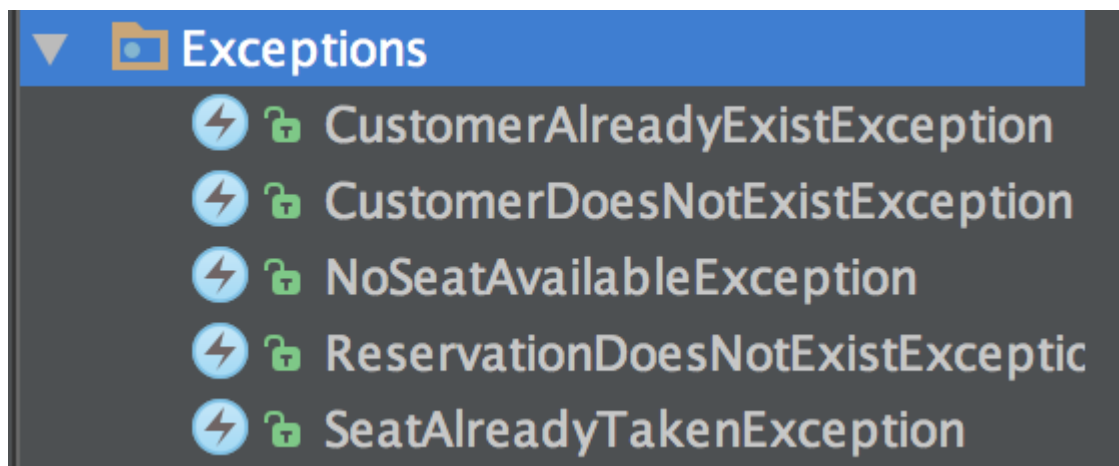 Exceptions
CustomerAlreadyExistException
CustomerDoesNotExistException
NoSeatAvailableException
ReservationDoesNotExistExceptic
SeatAlreadyTakenException